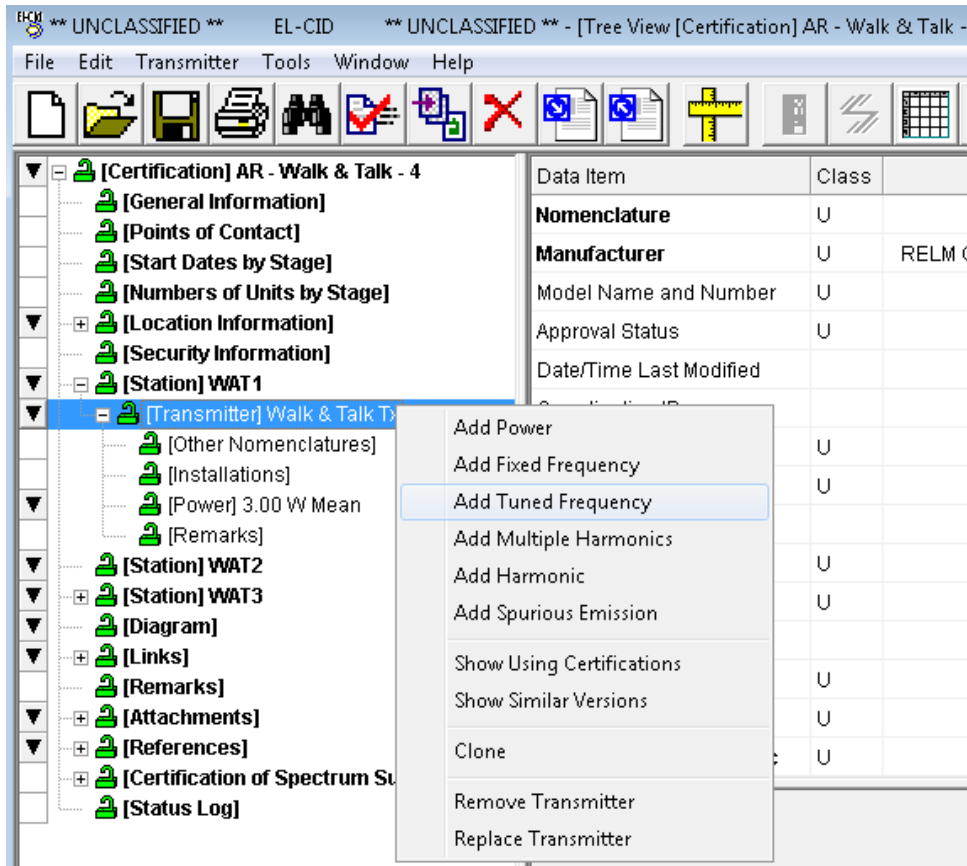 ** UNCLASSIFIED ** EL-CID ** UNCLASSIFIED ** - [Tree View [Certification] AR - Walk & Talk -
File Edit Transmitter Tools Window Help
[Certification] AR - Walk & Talk - 4
[General Information]
[Points of Contact]
[Start Dates by Stage]
[Numbers of Units by Stage]
[Location Information]
[Security Information]
[Station] WAT1
[Transmitter] Walk & Talk Tx
[Other Nomenclatures]
[Installations]
[Power] 3.00 W Mean
[Remarks]
[Station] WAT2
[Station] WAT3
[Diagram]
[Links]
[Remarks]
[Attachments]
[References]
[Certification of Spectrum Su
[Status Log]
Data Item Class
Nomenclature U
Manufacturer U RELM
Model Name and Number U
Approval Status U
Date/Time Last Modified
U
U
U
U
U
U
U
Add Power
Add Fixed Frequency
Add Tuned Frequency
Add Multiple Harmonics
Add Harmonic
Add Spurious Emission
Show Using Certifications
Show Similar Versions
Clone
Remove Transmitter
Replace Transmitter